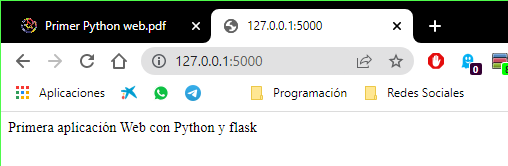 Primer Python web.pdf
127.0.0.1:5000
127.0.0.1:5000
0
Aplicaciones Programación Redes Sociales
Primera aplicación Web con Python y flask